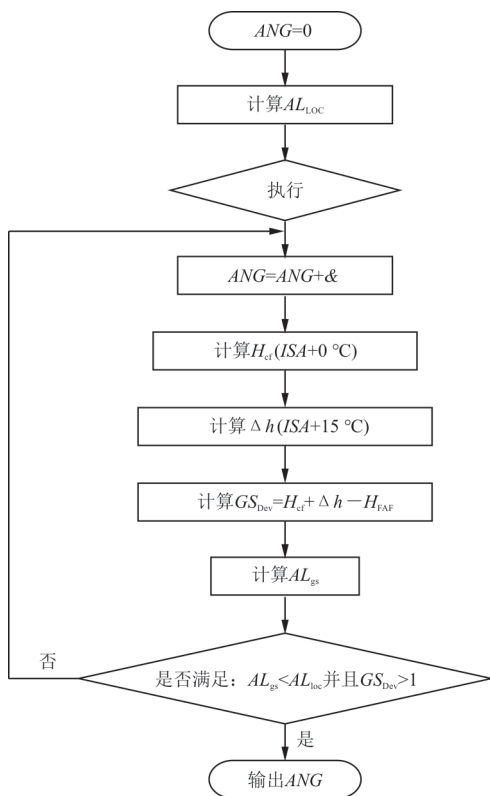 ANG=0
计算AL_LOC
执行
ANG=ANG+&
计算H_cf(ISA+0 ℃)
计算Δh(ISA+15 ℃)
计算GS_Dev=H_cf+Δh－H_FAF
计算AL_gs
否
是否满足：AL_gs<AL_loc并且GS_Dev>1
是
输出ANG